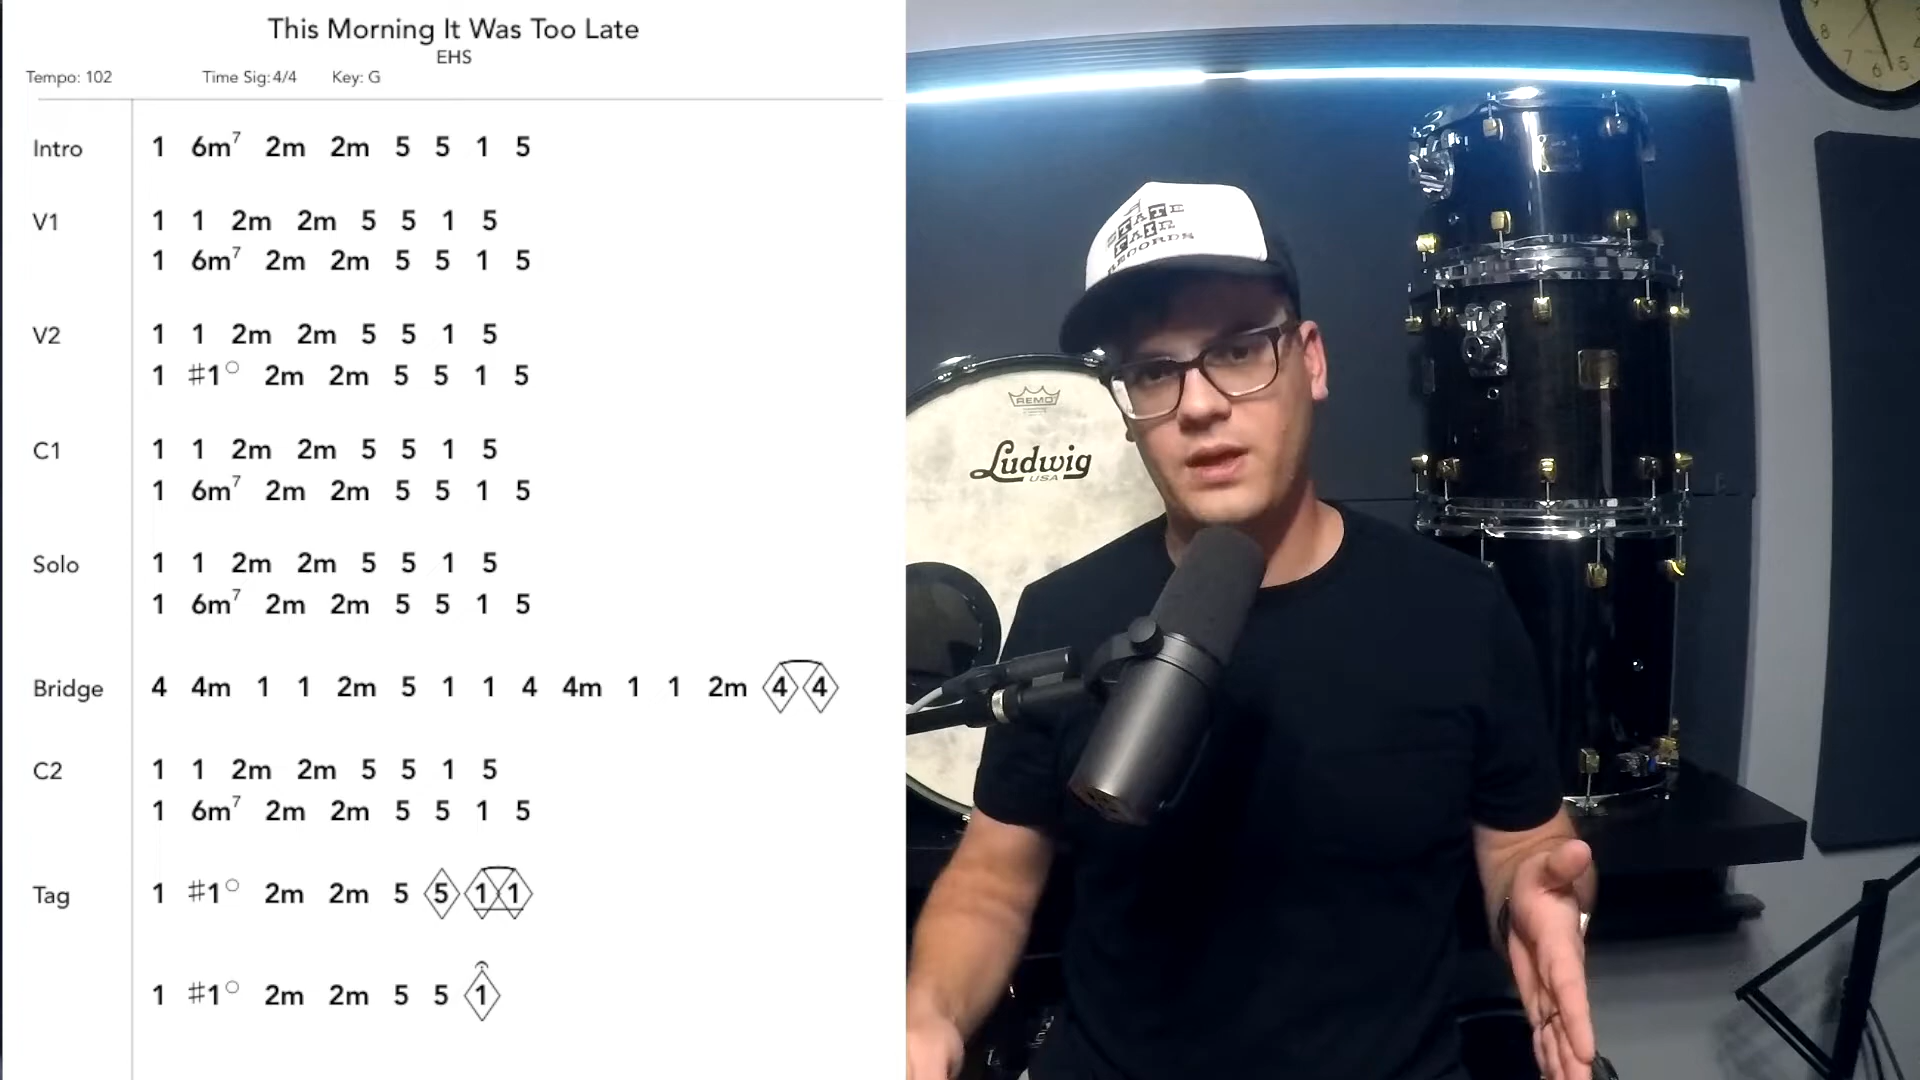 This Morning It Was Too Late
EHS
Tempo: 102 Time Sig: 4/4 Key: G
Intro 1 6m⁷ 2m 2m 5 5 1 5
V1 1 1 2m 2m 5 5 1 5
1 6m⁷ 2m 2m 5 5 1 5
V2 1 1 2m 2m 5 5 1 5
1 #1° 2m 2m 5 5 1 5
C1 1 1 2m 2m 5 5 1 5
1 6m⁷ 2m 2m 5 5 1 5
Solo 1 1 2m 2m 5 5 1 5
1 6m⁷ 2m 2m 5 5 1 5
Bridge 4 4m 1 1 2m 5 1 1 4 4m 1 1 2m 4 4
C2 1 1 2m 2m 5 5 1 5
1 6m⁷ 2m 2m 5 5 1 5
Tag 1 #1° 2m 2m 5 5 1 1
1 #1° 2m 2m 5 5 1
STATE
FAIR
RECORDS
REMO
Ludwig
USA
8
7
6
5